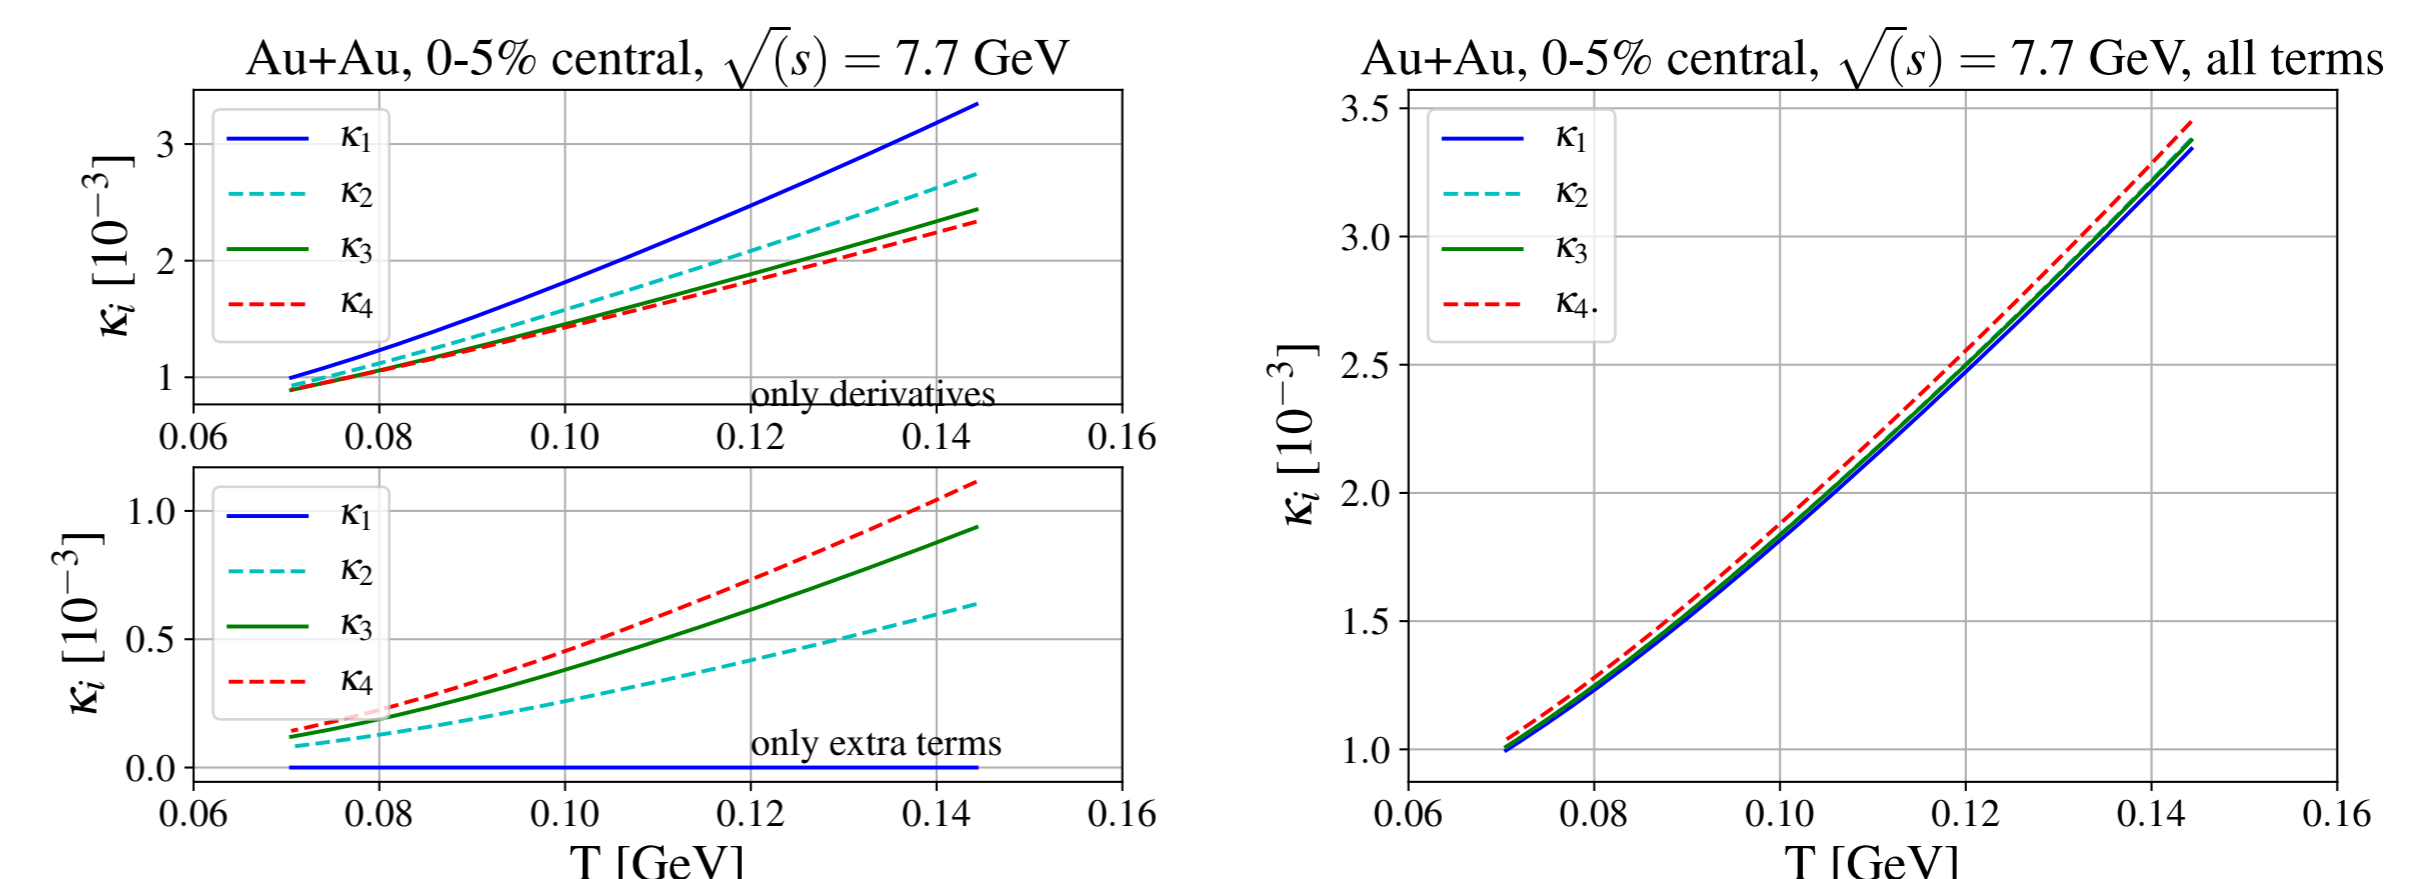 Au+Au, 0-5% central, √(s) = 7.7 GeV
κ1
κ2
κ3
κ4
κi [10−3]
3
2
1
only derivatives
0.06 0.08 0.10 0.12 0.14 0.16
κ1
κ2
κ3
κ4
κi [10−3]
1.0
0.5
0.0
only extra terms
0.06 0.08 0.10 0.12 0.14 0.16
T [GeV]
Au+Au, 0-5% central, √(s) = 7.7 GeV, all terms
κ1
κ2
κ3
κ4.
κi [10−3]
3.5
3.0
2.5
2.0
1.5
1.0
0.06 0.08 0.10 0.12 0.14 0.16
T [GeV]